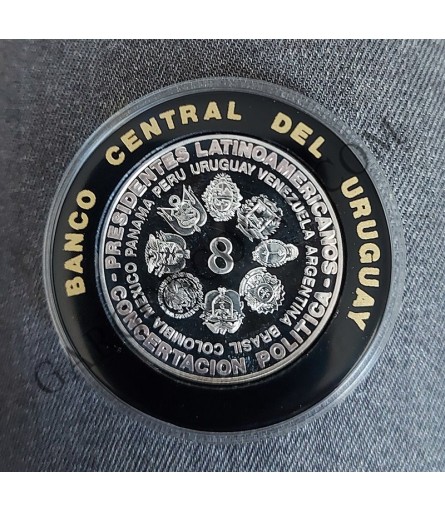 BANCO CENTRAL DEL URUGUAY
- PRESIDENTES LATINOAMERICANOS -
CONCERTACION POLITICA
MEXICO PANAMA PERU URUGUAY VENEZUELA ARGENTINA BRASIL COLOMBIA
8